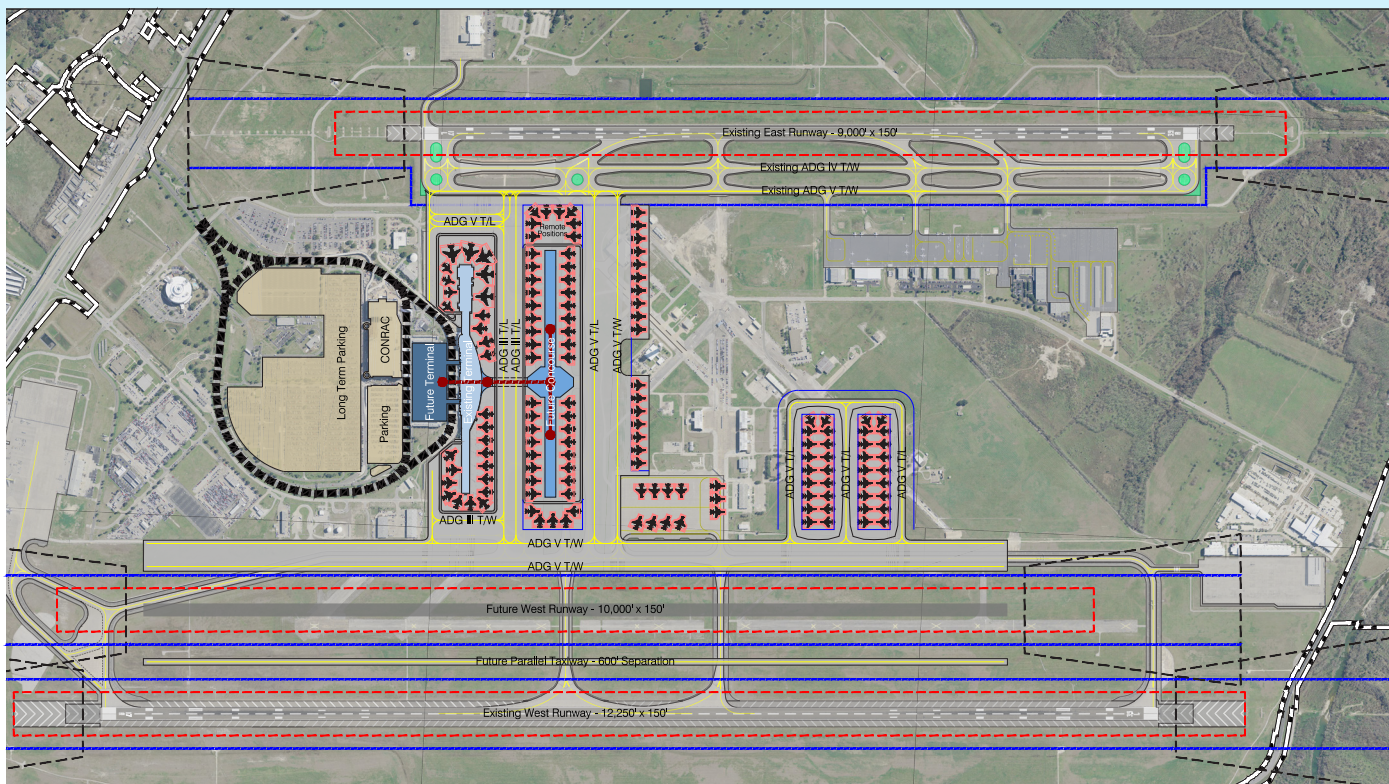 Existing East Runway - 9,000' x 150'
Existing ADG IV T/W
Existing ADG V T/W
ADG V T/L
Remote
Positions
ADG III T/L
ADG III T/L
ADG V T/L
ADG V T/W
Long Term Parking
CONRAC
Parking
Future Terminal
Existing Terminal
Future Concourse
ADG V T/L
ADG V T/L
ADG V T/L
ADG III T/W
ADG V T/W
ADG V T/W
Future West Runway - 10,000' x 150'
Future Parallel Taxiway - 600' Separation
Existing West Runway - 12,250' x 150'